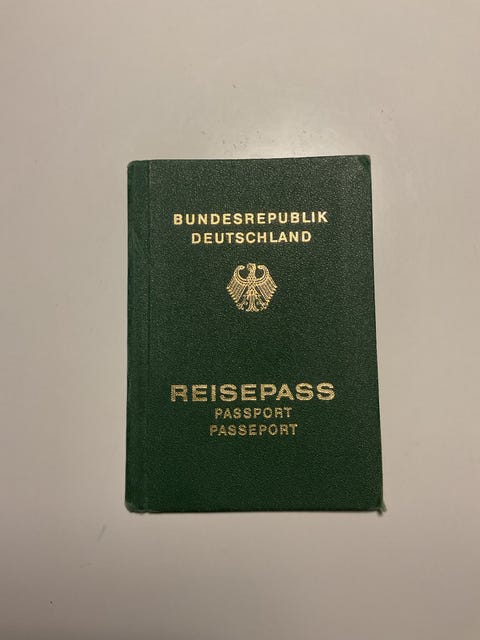 BUNDESREPUBLIK
DEUTSCHLAND
REISEPASS
PASSPORT
PASSEPORT